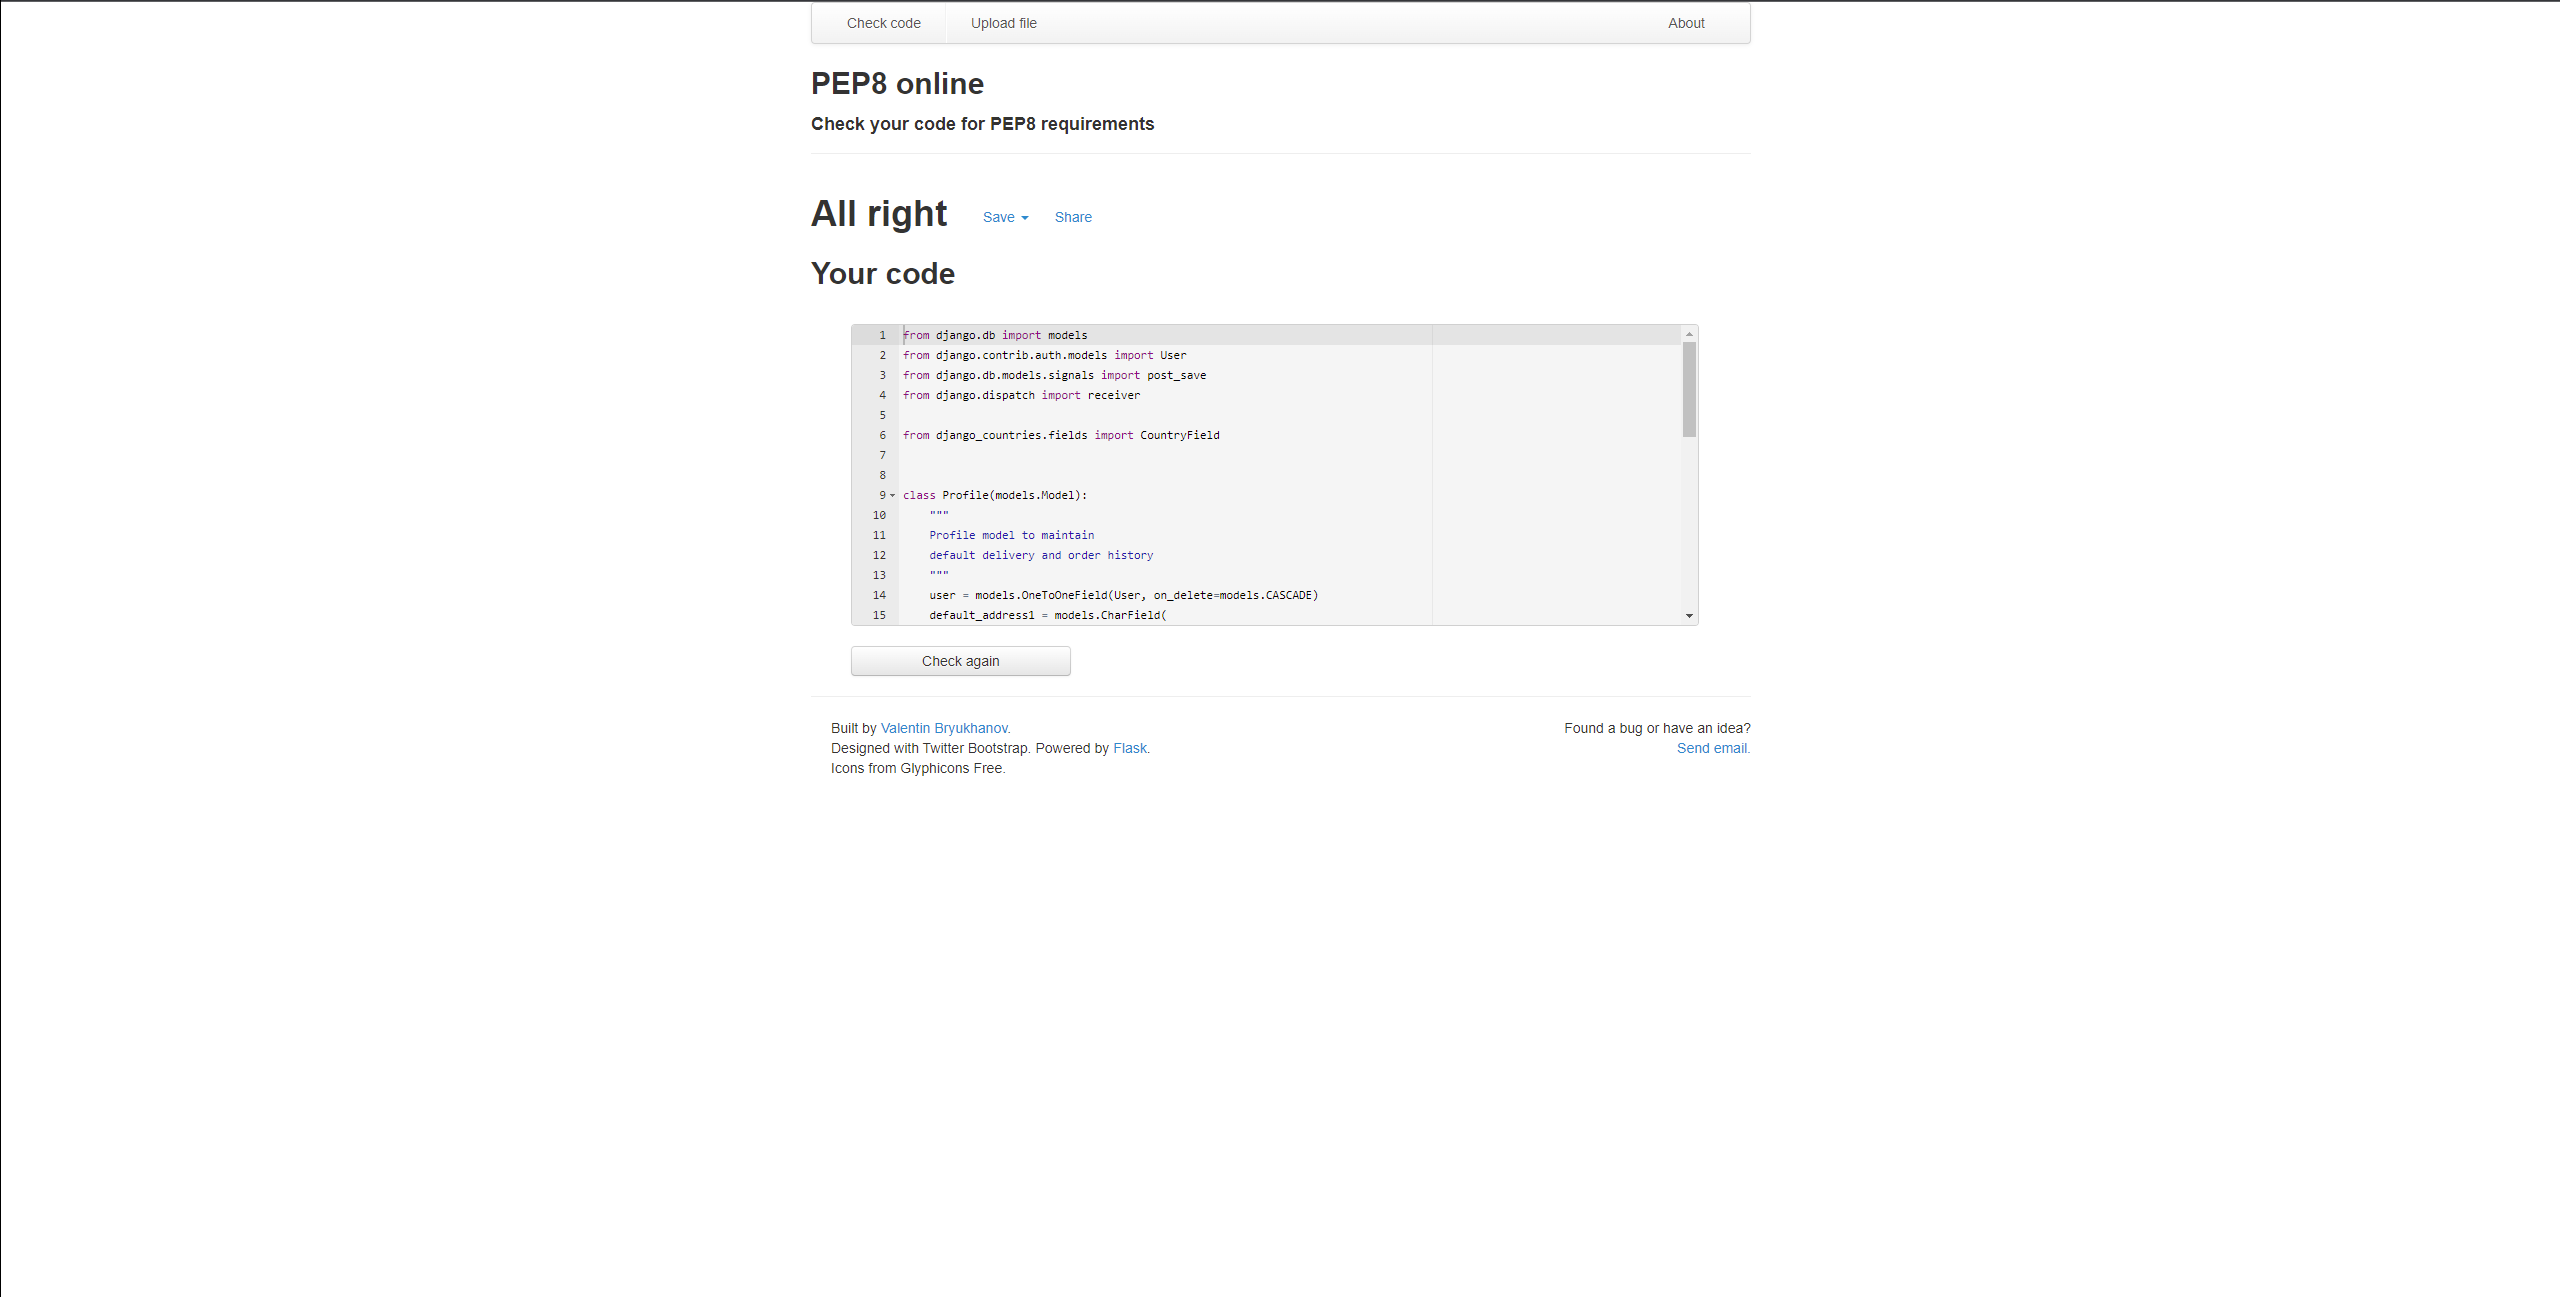 Check code Upload file About
PEP8 online
Check your code for PEP8 requirements
All right Save Share
Your code
1 from django.db import models
2 from django.contrib.auth.models import User
3 from django.db.models.signals import post_save
4 from django.dispatch import receiver
5
6 from django_countries.fields import CountryField
7
8
9 class Profile(models.Model):
10 """
11 Profile model to maintain
12 default delivery and order history
13 """
14 user = models.OneToOneField(User, on_delete=models.CASCADE)
15 default_address1 = models.CharField(
Check again
Built by Valentin Bryukhanov. Found a bug or have an idea?
Designed with Twitter Bootstrap. Powered by Flask. Send email.
Icons from Glyphicons Free.